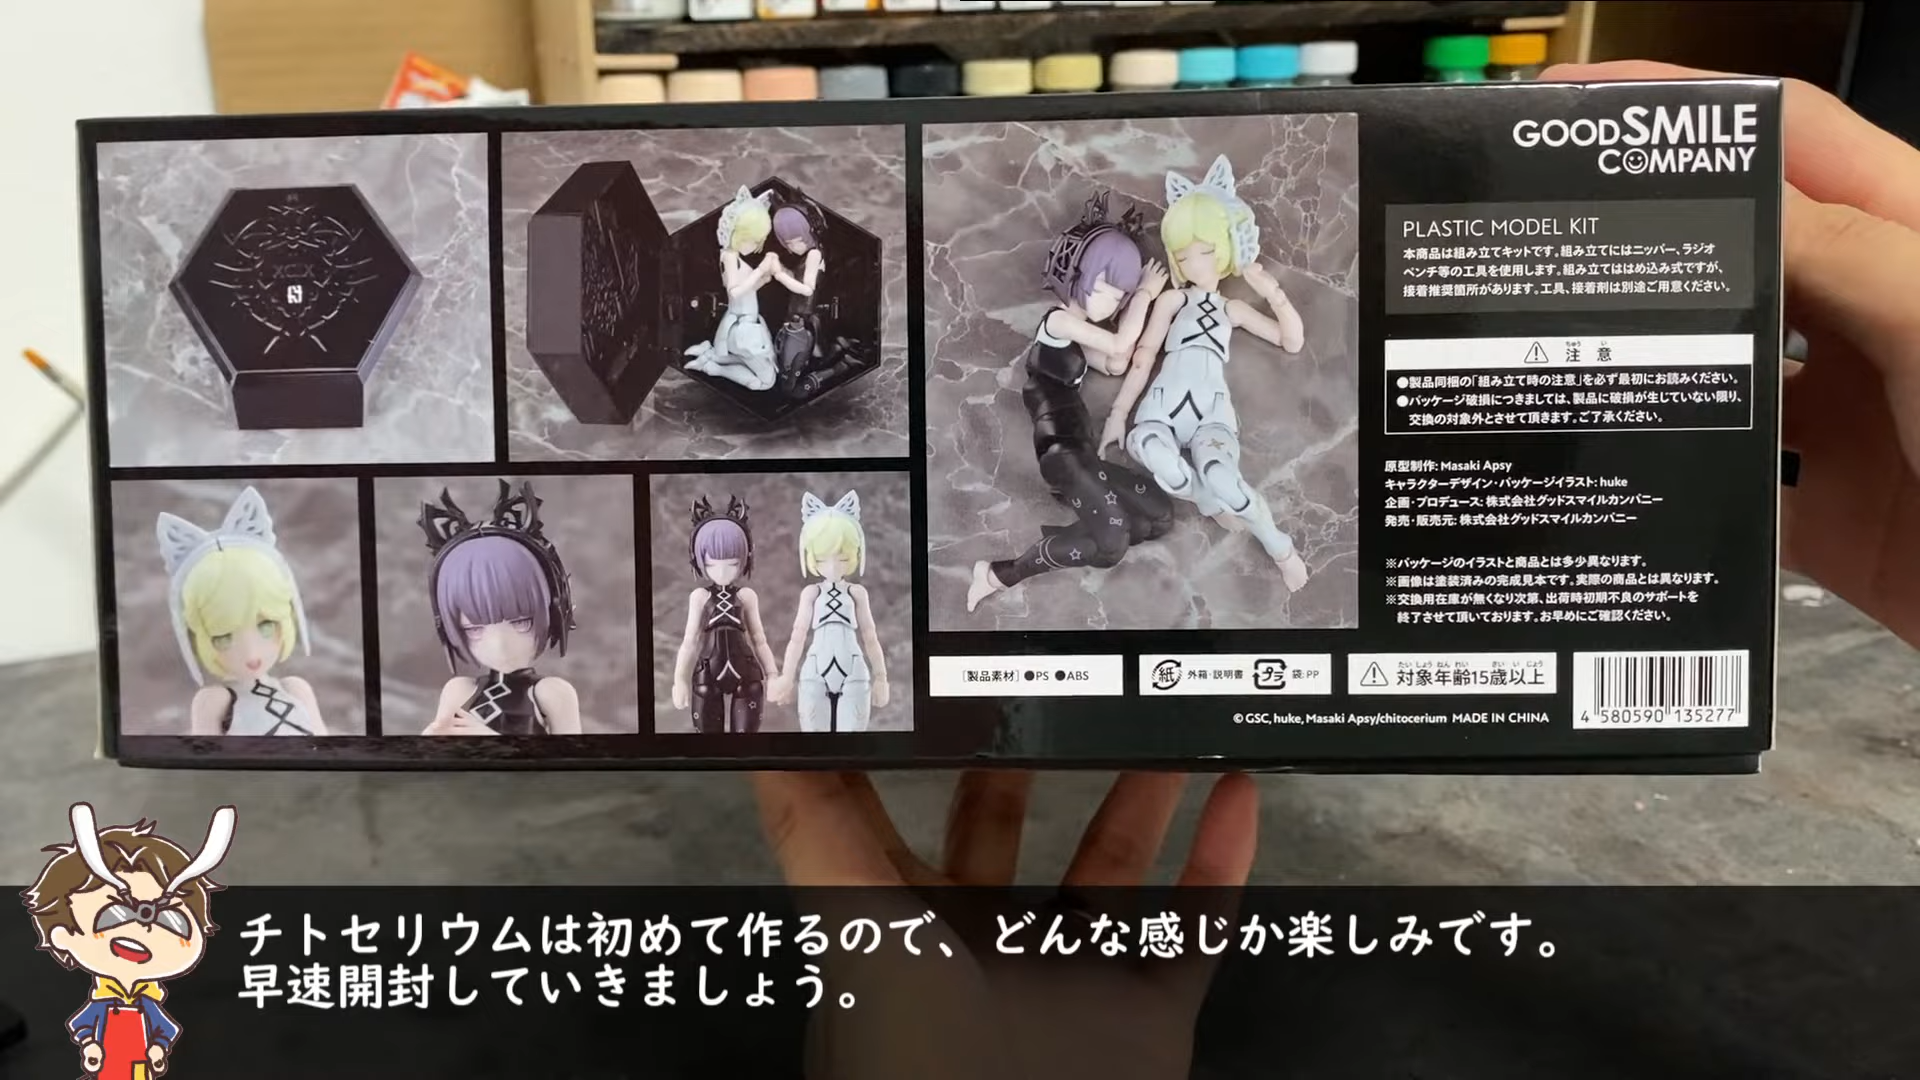 GOODSMILE
COMPANY
PLASTIC MODEL KIT
本商品は組み立てキットです。組み立てにはニッパー、ラジオ
ペンチ等の工具を使用します。組み立てははめ込み式ですが、
接着推奨箇所があります。工具、接着剤は別途ご用意ください。
ちゅう い
注 意
●製品同梱の「組み立て時の注意」を必ず最初にお読みください。
●パッケージ破損につきましては、製品に破損が生じていない限り、
交換の対象外とさせて頂きます。ご了承ください。
原型制作: Masaki Apsy
キャラクターデザイン・パッケージイラスト: huke
企画・プロデュース: 株式会社グッドスマイルカンパニー
発売・販売元: 株式会社グッドスマイルカンパニー
※パッケージのイラストと商品とは多少異なります。
※画像は塗装済みの完成見本です。実際の商品とは異なります。
※交換用在庫が無くなり次第、出荷時初期不良のサポートを
終了させて頂いております。お早めにご確認ください。
[製品素材] ●PS ●ABS
紙 外箱・説明書 プラ 袋: PP
たいしょうねんれい さい いじょう
対象年齢15歳以上
4 580590 135277
©GSC, huke, Masaki Apsy/chitocerium MADE IN CHINA
チトセリウムは初めて作るので、どんな感じか楽しみです。
早速開封していきましょう。